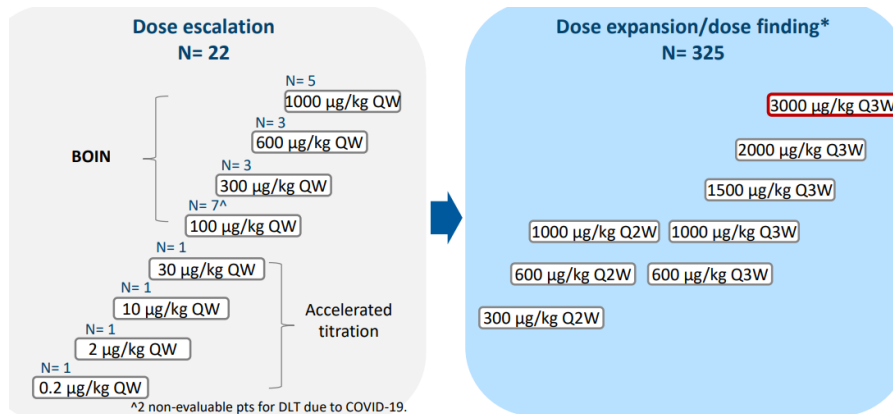 Dose escalation
N= 22
N= 5
1000 µg/kg QW
N= 3
600 µg/kg QW
BOIN
N= 3
300 µg/kg QW
N= 7^
100 µg/kg QW
N= 1
30 µg/kg QW
N= 1
10 µg/kg QW
Accelerated
titration
N= 1
2 µg/kg QW
N= 1
0.2 µg/kg QW
^2 non-evaluable pts for DLT due to COVID-19.
Dose expansion/dose finding*
N= 325
3000 µg/kg Q3W
2000 µg/kg Q3W
1500 µg/kg Q3W
1000 µg/kg Q2W
1000 µg/kg Q3W
600 µg/kg Q2W
600 µg/kg Q3W
300 µg/kg Q2W